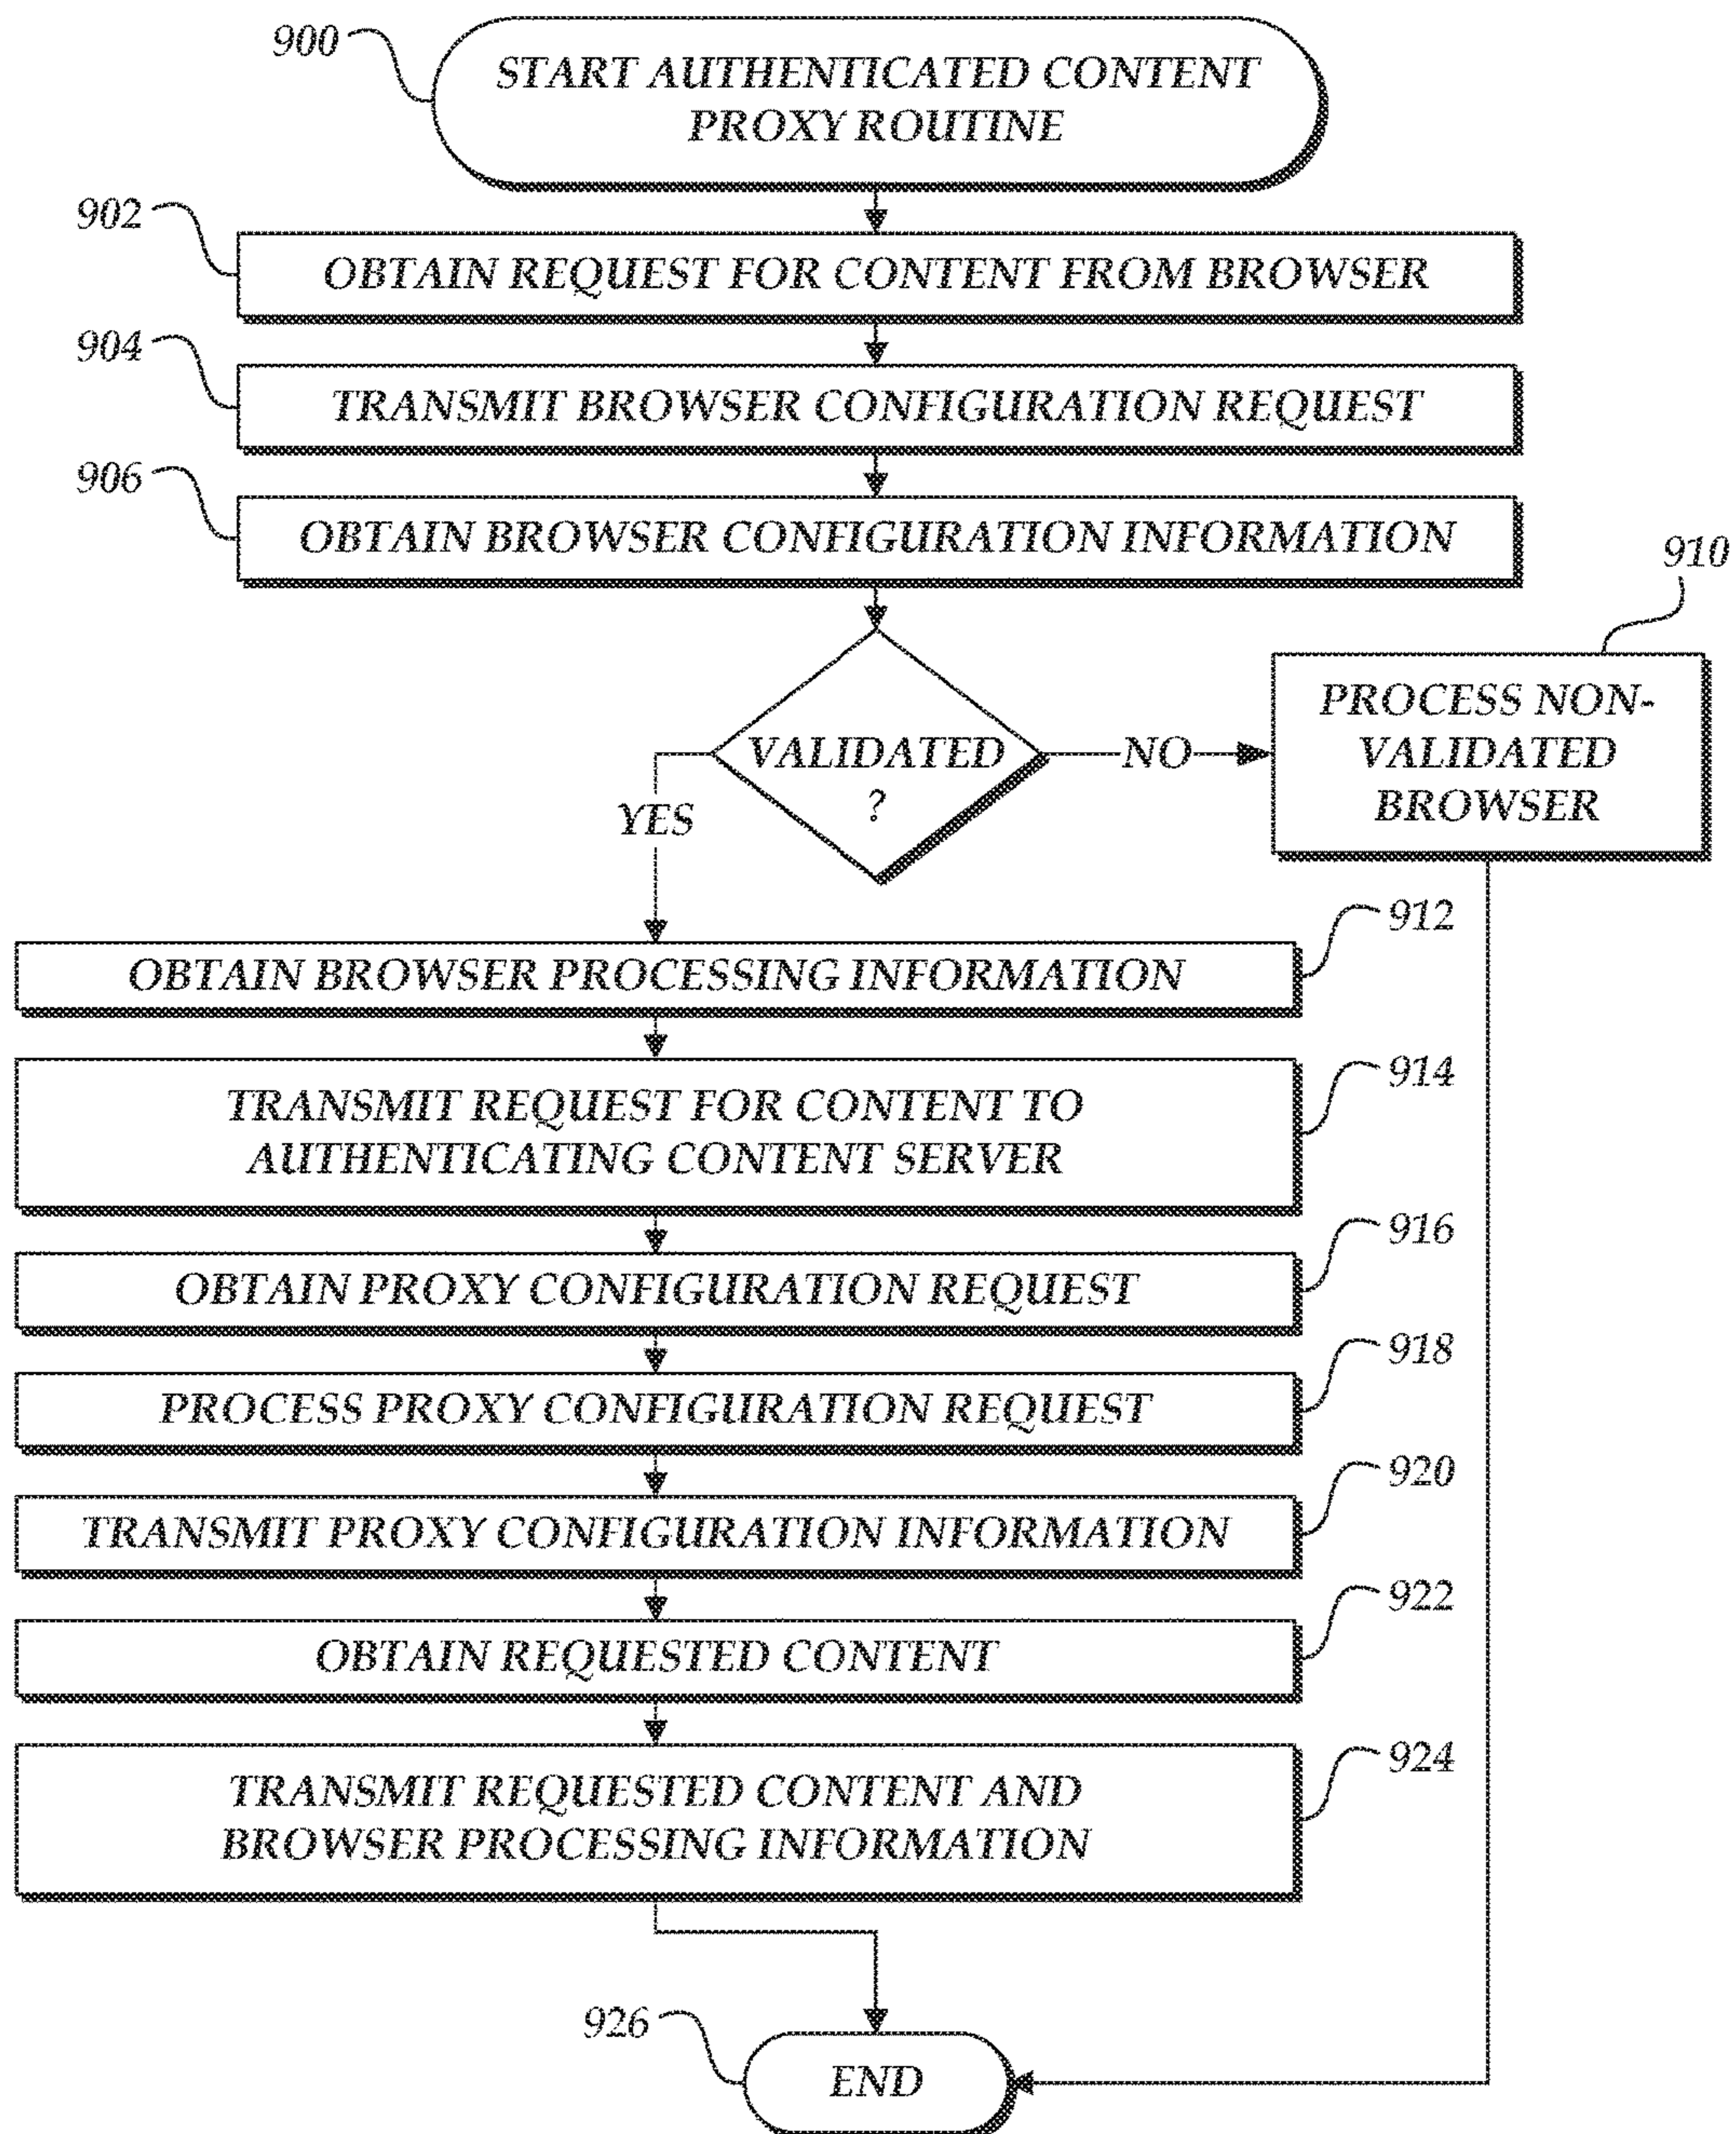 900
START AUTHENTICATED CONTENT
PROXY ROUTINE
902
OBTAIN REQUEST FOR CONTENT FROM BROWSER
904
TRANSMIT BROWSER CONFIGURATION REQUEST
906
OBTAIN BROWSER CONFIGURATION INFORMATION
910
PROCESS NON-
VALIDATED
BROWSER
VALIDATED
?
NO
YES
912
OBTAIN BROWSER PROCESSING INFORMATION
914
TRANSMIT REQUEST FOR CONTENT TO
AUTHENTICATING CONTENT SERVER
916
OBTAIN PROXY CONFIGURATION REQUEST
918
PROCESS PROXY CONFIGURATION REQUEST
920
TRANSMIT PROXY CONFIGURATION INFORMATION
922
OBTAIN REQUESTED CONTENT
924
TRANSMIT REQUESTED CONTENT AND
BROWSER PROCESSING INFORMATION
926
END